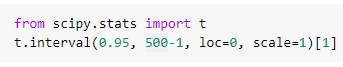 from scipy.stats import t
t.interval(0.95, 500-1, loc=0, scale=1)[1]